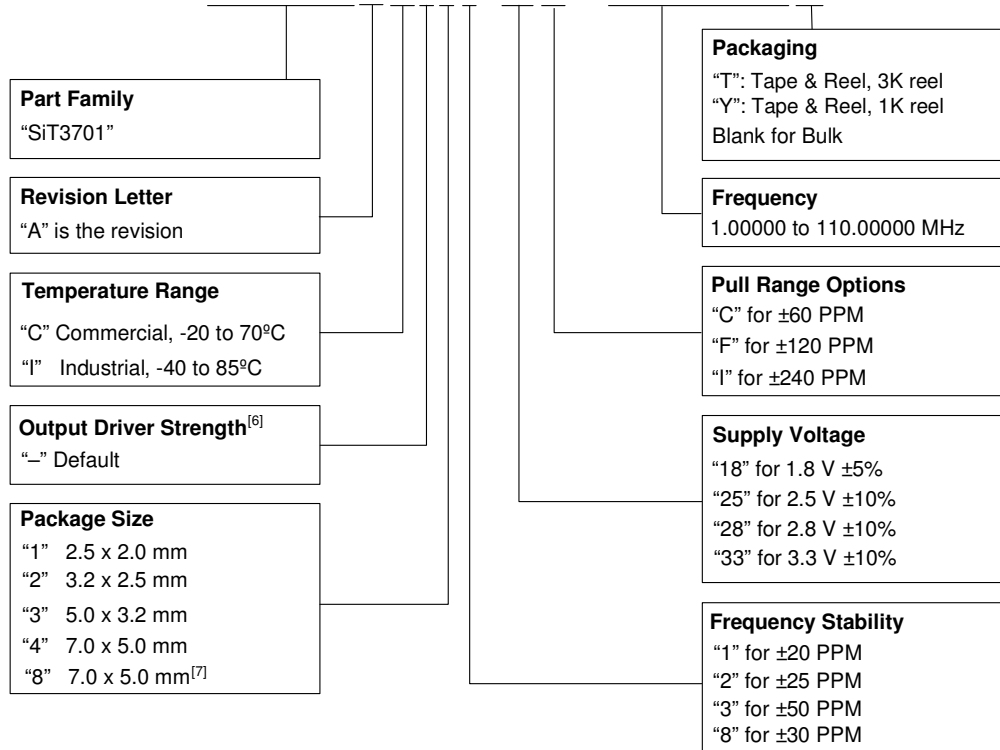 Part Family
“SiT3701”
Revision Letter
“A” is the revision
Temperature Range
“C” Commercial, -20 to 70ºC
“I” Industrial, -40 to 85ºC
Output Driver Strength[6]
“–” Default
Package Size
“1” 2.5 x 2.0 mm
“2” 3.2 x 2.5 mm
“3” 5.0 x 3.2 mm
“4” 7.0 x 5.0 mm
“8” 7.0 x 5.0 mm[7]
Packaging
“T”: Tape & Reel, 3K reel
“Y”: Tape & Reel, 1K reel
Blank for Bulk
Frequency
1.00000 to 110.00000 MHz
Pull Range Options
“C” for ±60 PPM
“F” for ±120 PPM
“I” for ±240 PPM
Supply Voltage
“18” for 1.8 V ±5%
“25” for 2.5 V ±10%
“28” for 2.8 V ±10%
“33” for 3.3 V ±10%
Frequency Stability
“1” for ±20 PPM
“2” for ±25 PPM
“3” for ±50 PPM
“8” for ±30 PPM